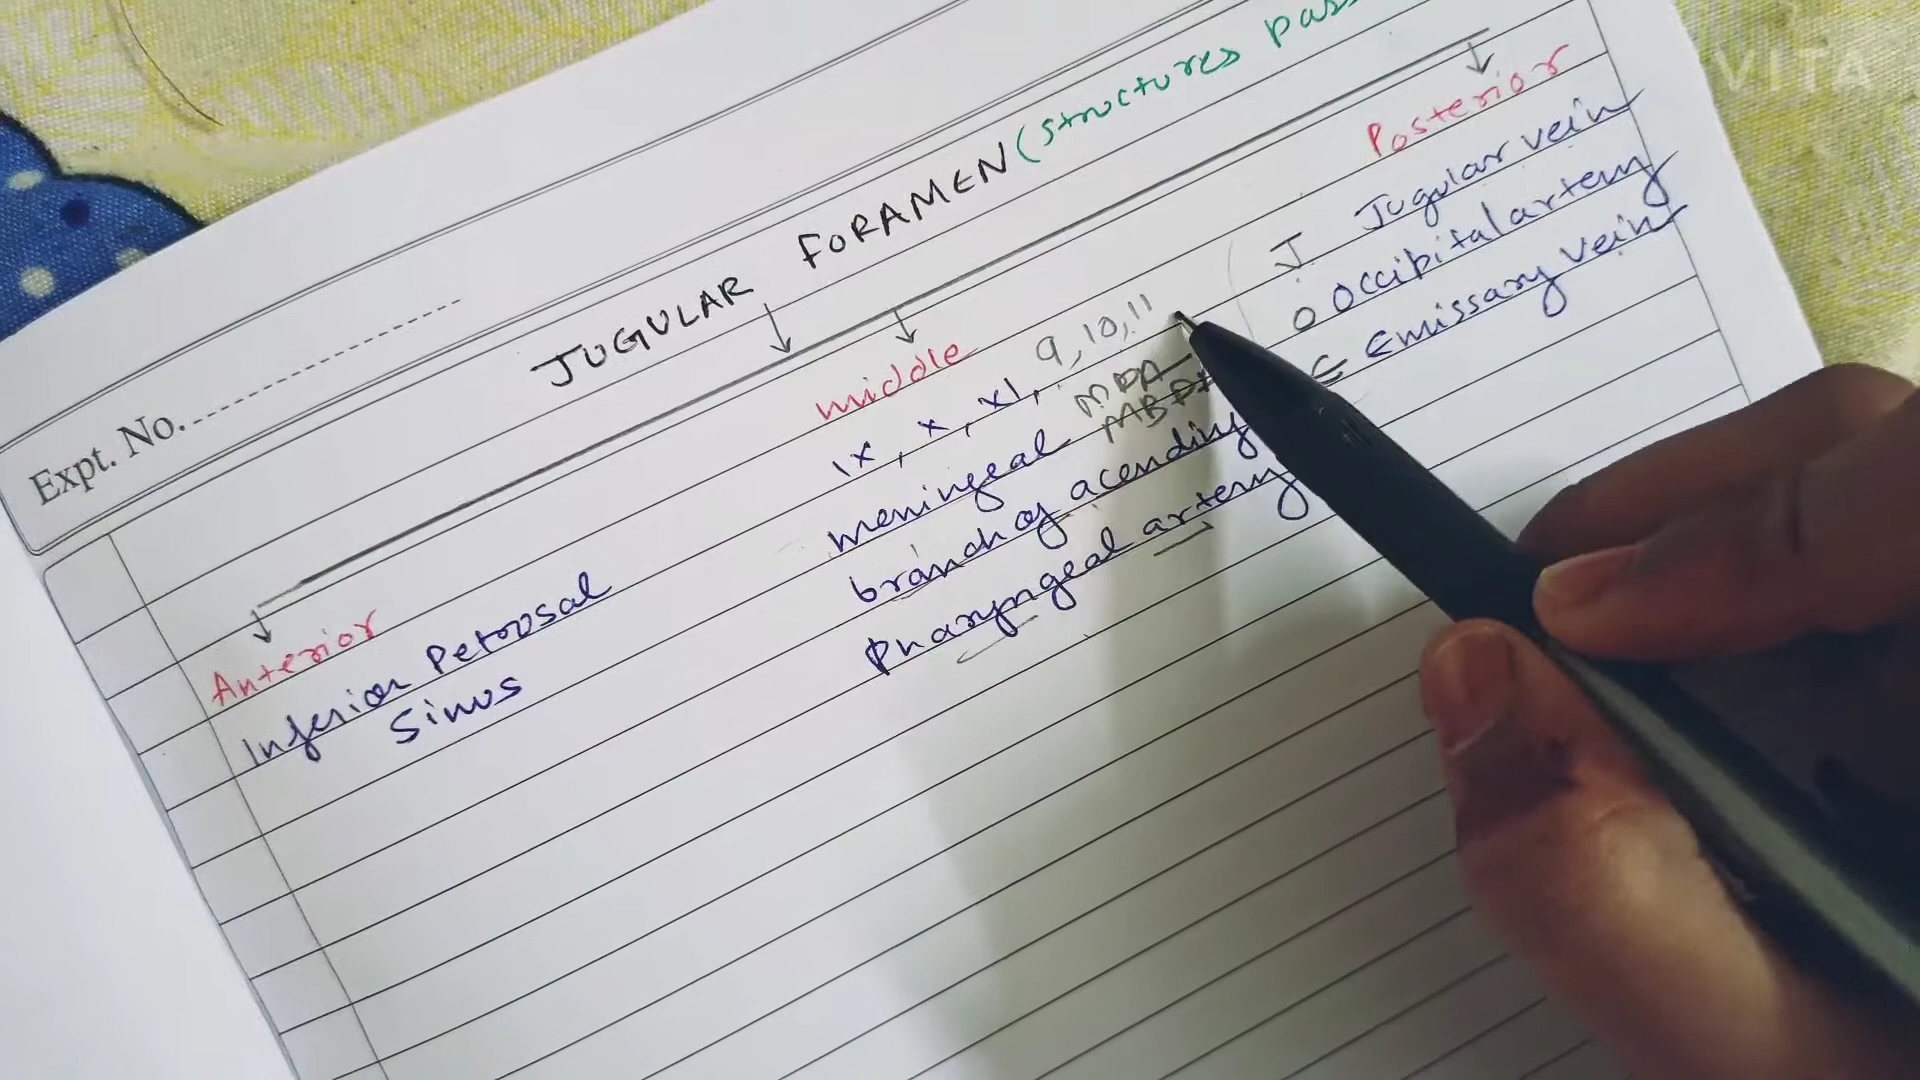 VITA
Expt. No.
JUGULAR FORAMEN (structures pas
Anterior
Inferior Petrosal
Sinus
middle
IX, X, XI, 9, 10, 11
meningeal
branch of acending
Pharyngeal artery
Posterior
J Jugular vein
O Occipital artery
E Emissary vein